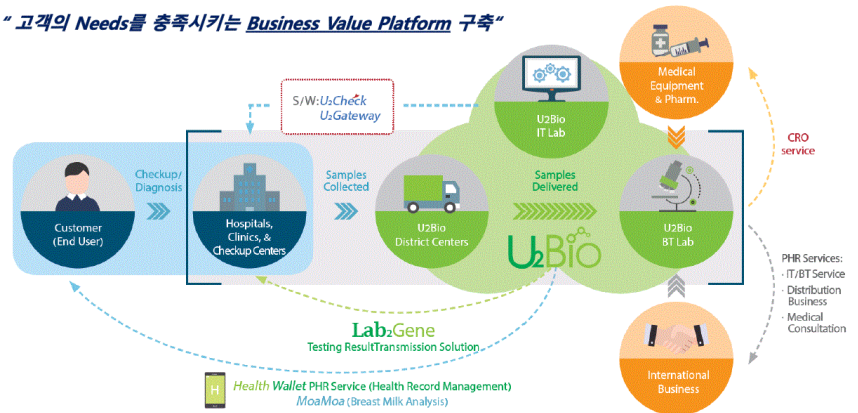 “ 고객의 Needs를 충족시키는 Business Value Platform 구축“
S/W:U2Check
U2Gateway
U2Bio
IT Lab
Medical
Equipment
& Pharm.
CRO
service
Checkup/
Diagnosis
Samples
Collected
Samples
Delivered
Customer
(End User)
Hospitals,
Clinics, &
Checkup Centers
U2Bio
District Centers
U2Bio
U2Bio
BT Lab
PHR Services:
· IT/BT Service
· Distribution
Business
· Medical
Consultation
Lab2Gene
Testing ResultTransmission Solution
International
Business
H
Health Wallet PHR Service (Health Record Management)
MoaMoa (Breast Milk Analysis)